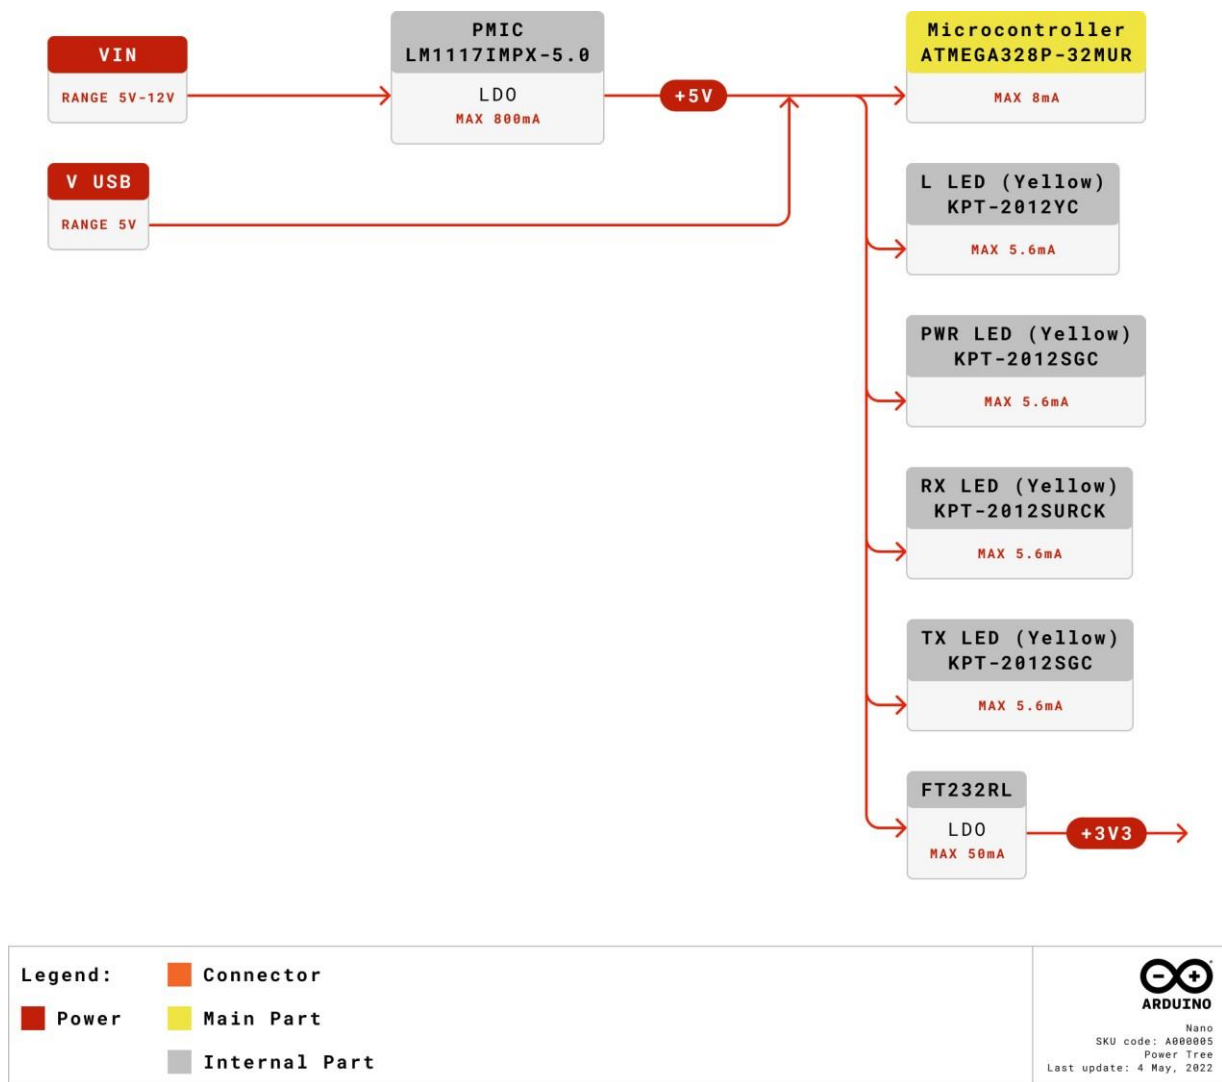 VIN
RANGE 5V-12V
V USB
RANGE 5V
PMIC
LM1117IMPX-5.0
LDO
MAX 800mA
+5V
Microcontroller
ATMEGA328P-32MUR
MAX 8mA
L LED (Yellow)
KPT-2012YC
MAX 5.6mA
PWR LED (Yellow)
KPT-2012SGC
MAX 5.6mA
RX LED (Yellow)
KPT-2012SURCK
MAX 5.6mA
TX LED (Yellow)
KPT-2012SGC
MAX 5.6mA
FT232RL
LDO
MAX 50mA
+3V3
Legend:
Power
Connector
Main Part
Internal Part
ARDUINO
Nano
SKU code: A000005
Power Tree
Last update: 4 May, 2022